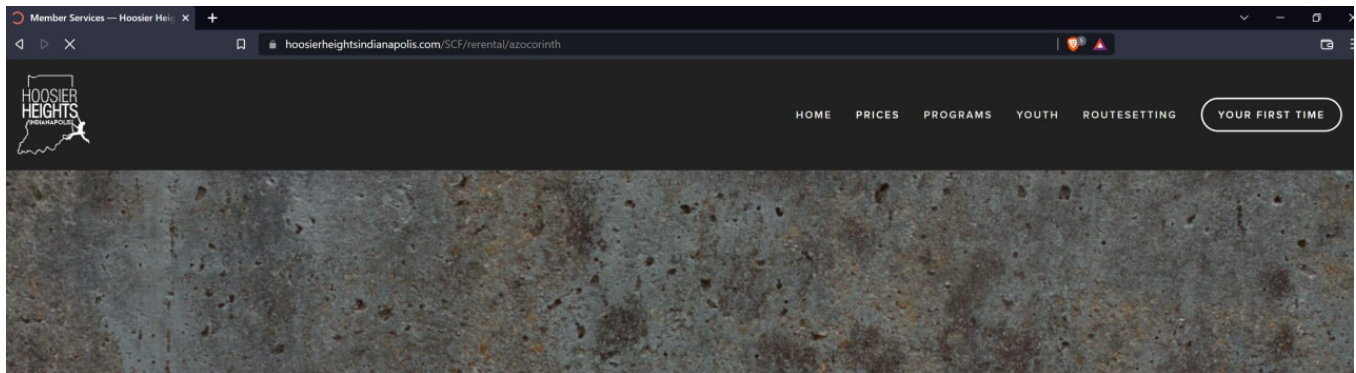 Member Services — Hoosier Heig
hoosierheightsindianapolis.com/SCF/rerental/azocorinth
HOOSIER
HEIGHTS
INDIANAPOLIS
HOME PRICES PROGRAMS YOUTH ROUTESETTING YOUR FIRST TIME